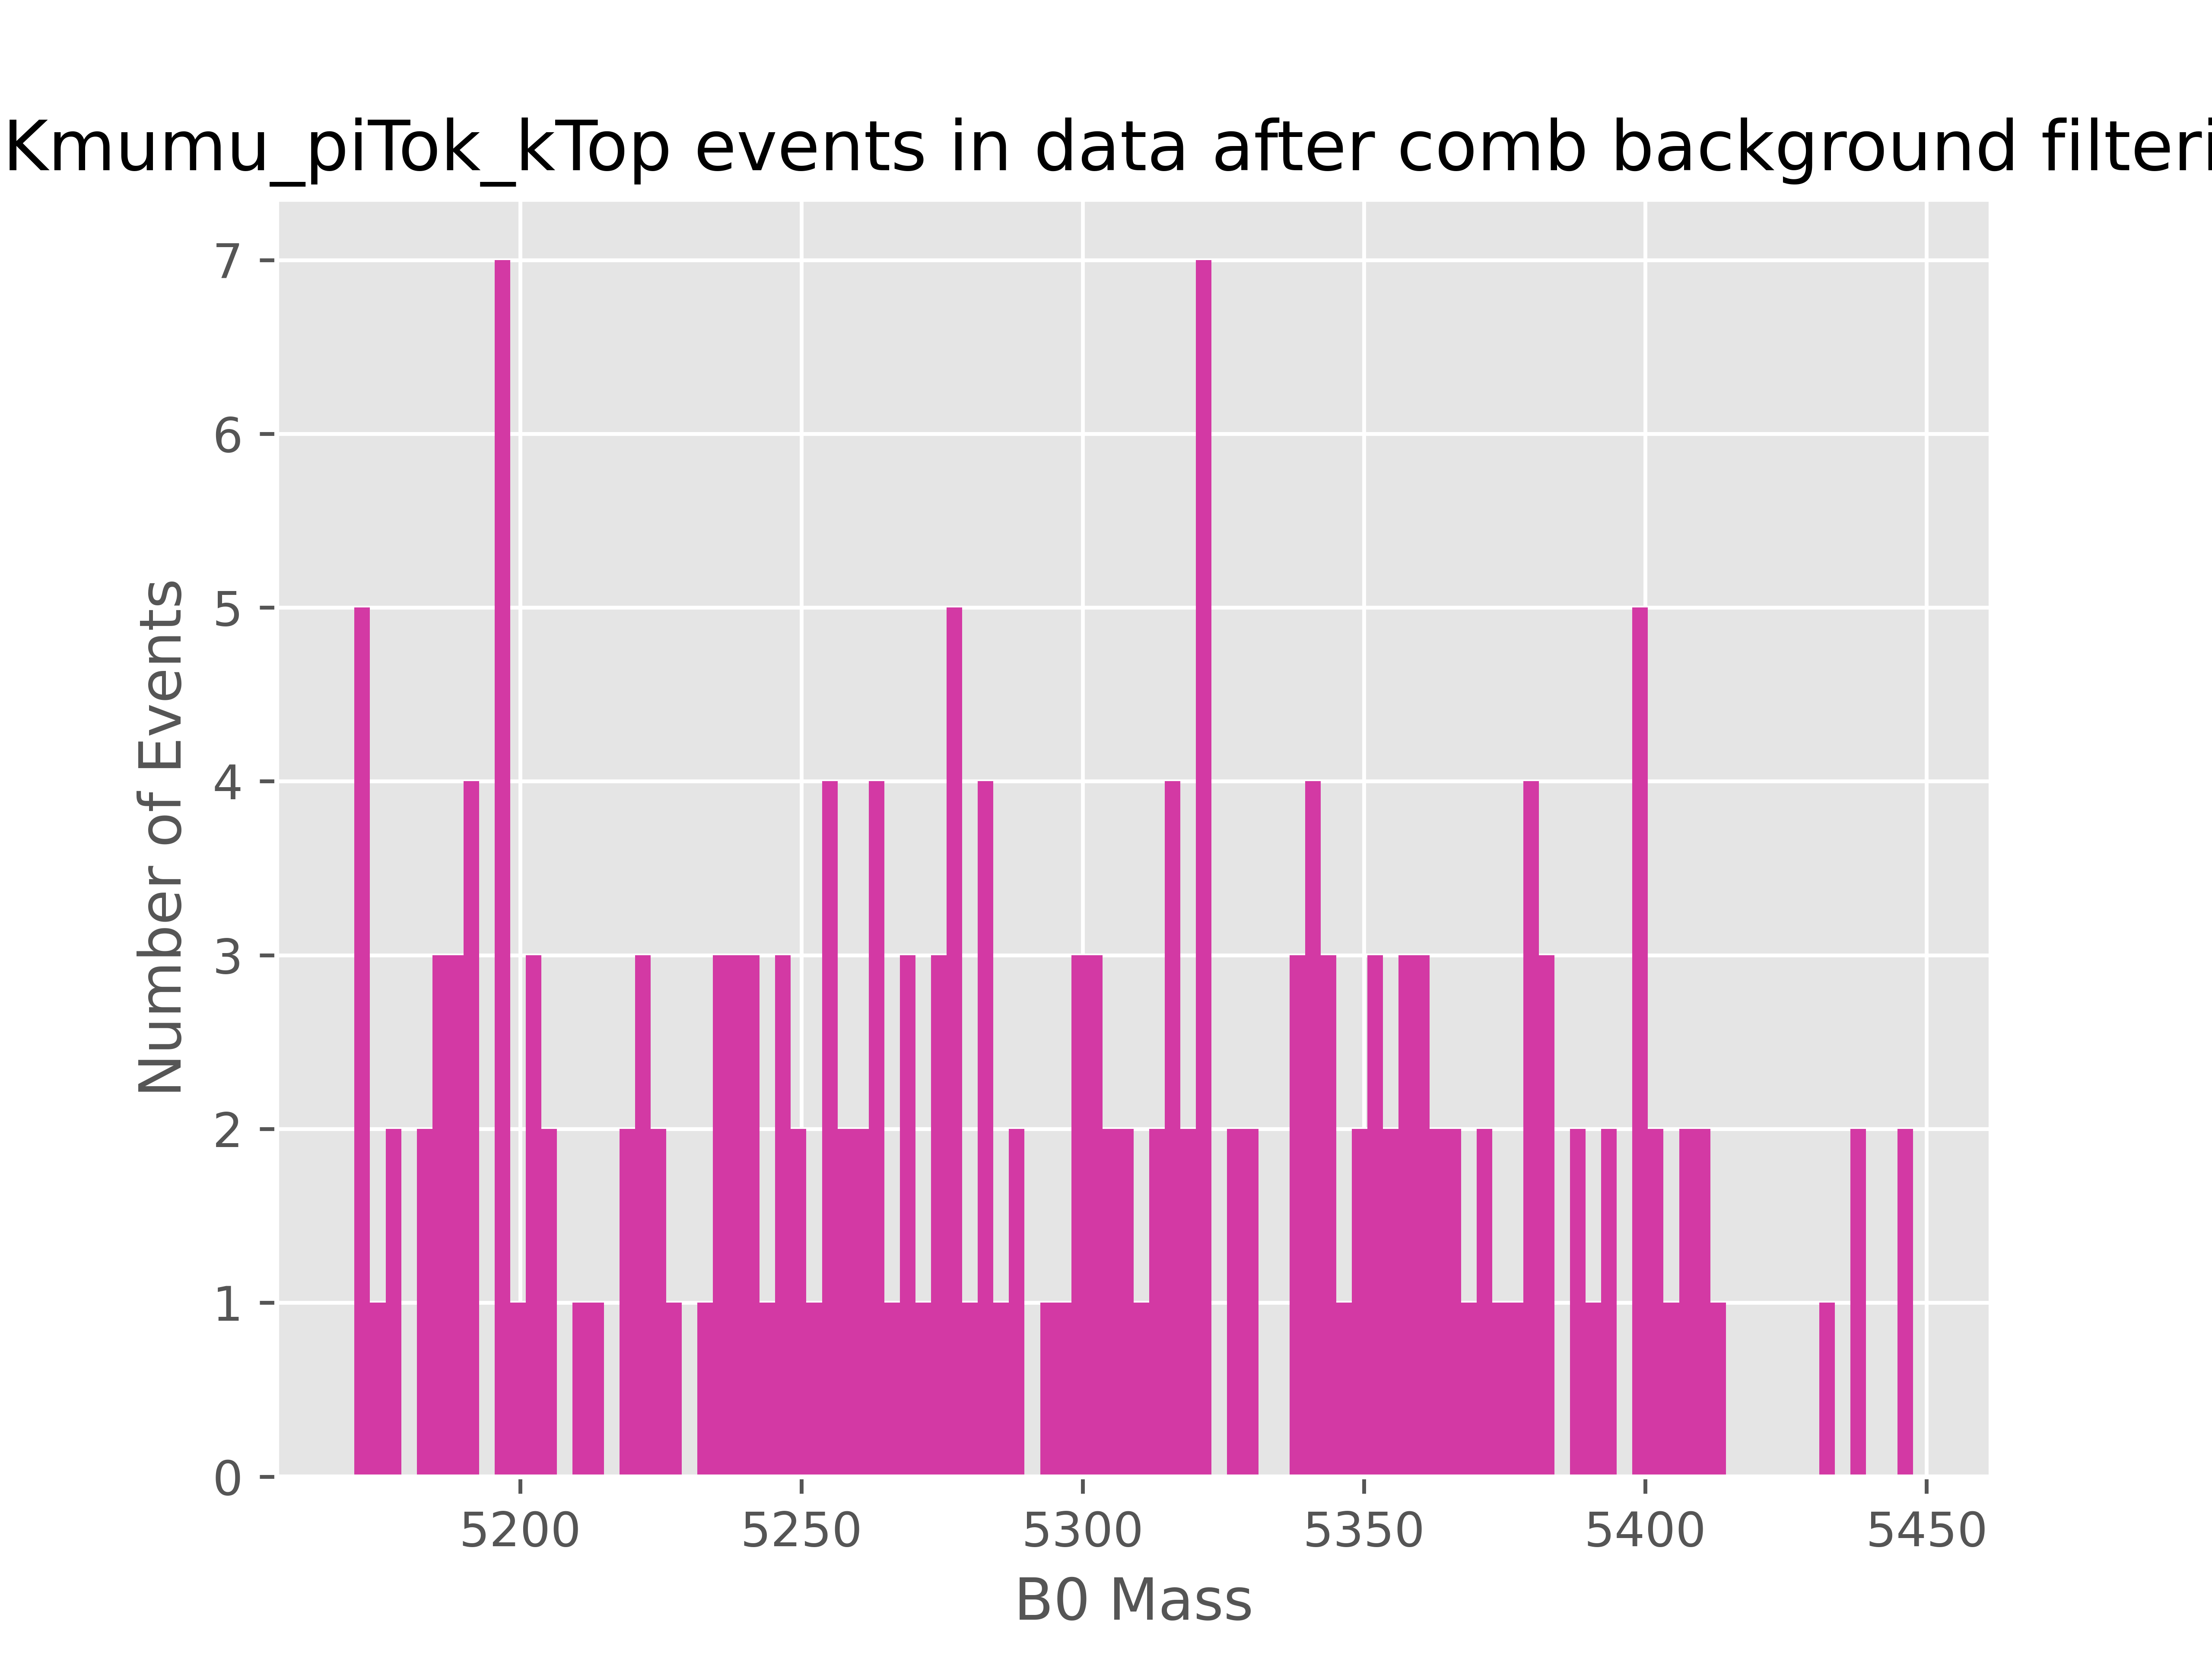 Kmumu_piTok_kTop events in data after comb background filteri
7
6
5
4
3
2
1
0
Number of Events
5200 5250 5300 5350 5400 5450
B0 Mass